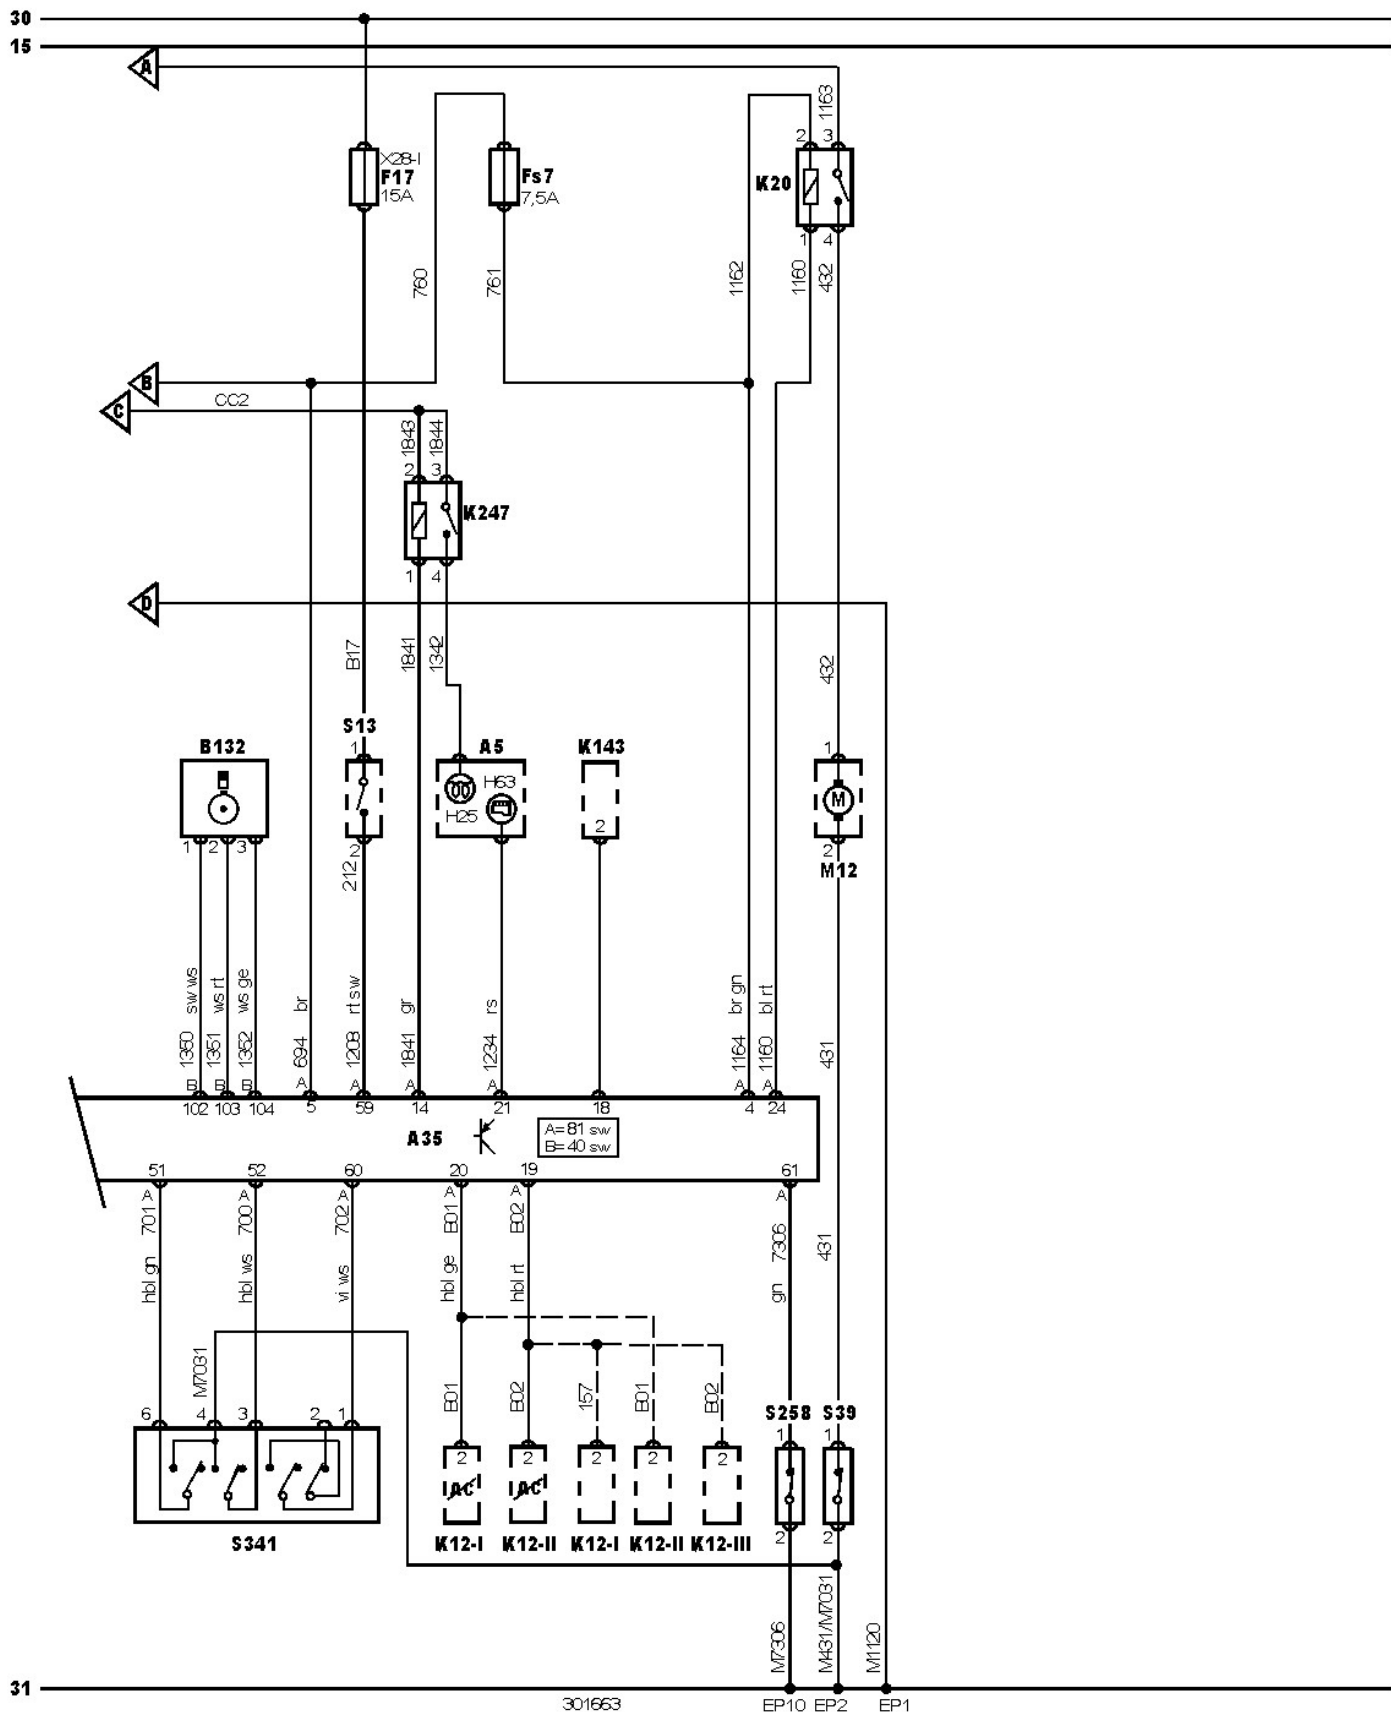 30
15
A
1163
X28-I
F17
15A
Fs7
7,5A
2 3
K20
1 4
760
761
1162
1160
432
B
C
CC2
1843
1844
2 3
K247
1 4
D
B17
1841
1342
432
S13
B132
1
A5
K143
1
H63
H25
2
M
1 2 3
2
2
M12
212
1350 sw ws
1351 ws rt
1352 ws ge
694 br
1208 rt sw
1841 gr
1234 rs
1164 br gn
1160 bl rt
431
B B B A A A A A A
102 103 104 5 59 14 21 18 4 24
A35
A=81 sw
B=40 sw
51 52 60 20 19 61
A A A A A A
701
700
702
B01
B02
7306
431
hbl gn
hbl ws
vi ws
hbl ge
hbl rt
gn
M7031
B01
B02
157
B01
B02
6 4 3 2 1
S258 S39
1 1
2 2 2 2 2
AC AC
S341
K12-I K12-II K12-I K12-II K12-III
2 2
M7306
M431/M7031
M1120
31
301663
EP10 EP2 EP1